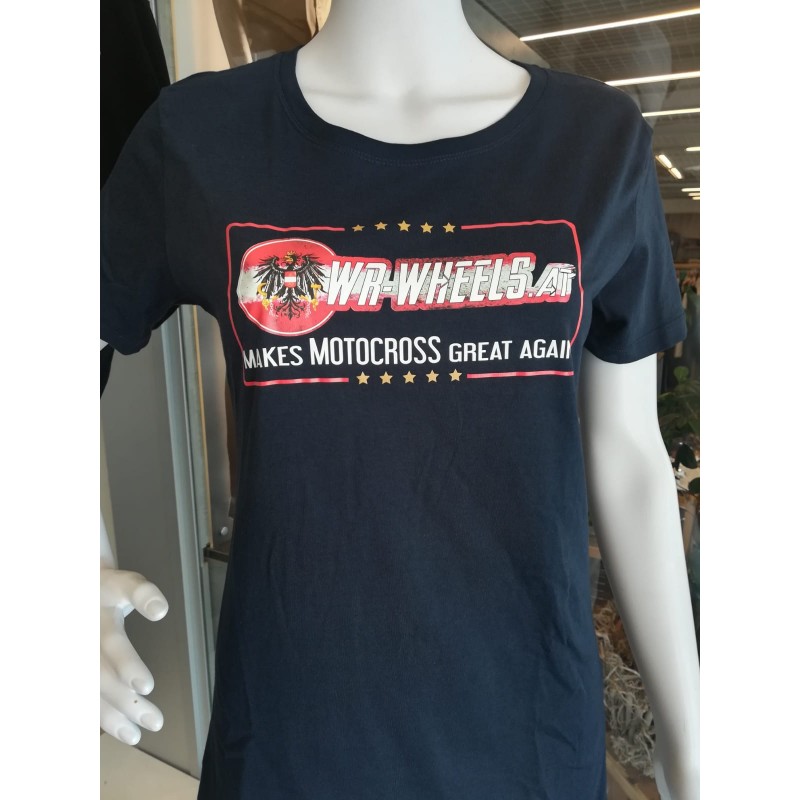 WR-WHEELS.AT
MAKES MOTOCROSS GREAT AGAIN